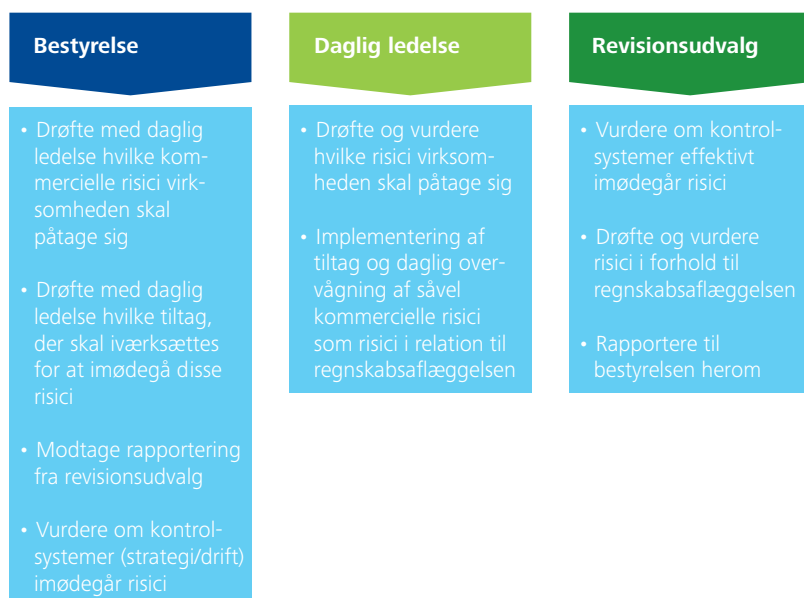 Bestyrelse
• Drøfte med daglig
ledelse hvilke kom-
mercielle risici virk-
somheden skal
påtage sig
• Drøfte med daglig
ledelse hvilke tiltag,
der skal iværksættes
for at imødegå disse
risici
• Modtage rapportering
fra revisionsudvalg
• Vurdere om kontrol-
systemer (strategi/drift)
imødegår risici
Daglig ledelse
• Drøfte og vurdere
hvilke risici virksom-
heden skal påtage sig
• Implementering af
tiltag og daglig over-
vågning af såvel
kommercielle risici
som risici i relation til
regnskabsaflæggelsen
Revisionsudvalg
• Vurdere om kontrol-
systemer effektivt
imødegår risici
• Drøfte og vurdere
risici i forhold til
regnskabsaflæggelsen
• Rapportere til
bestyrelsen herom